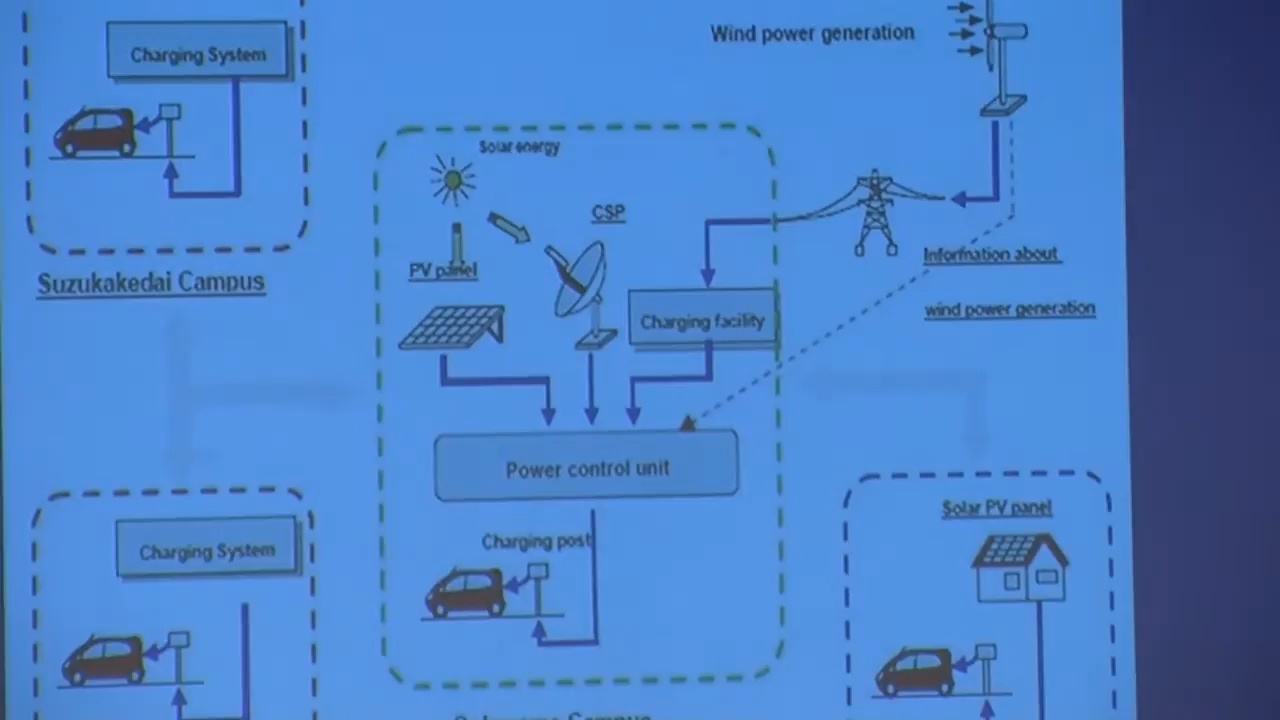 Charging System
Wind power generation
Solar energy
CSP
PV panel
Suzukakedai Campus
Information about
wind power generation
Charging facility
Power control unit
Solar PV panel
Charging System
Charging post
Campus